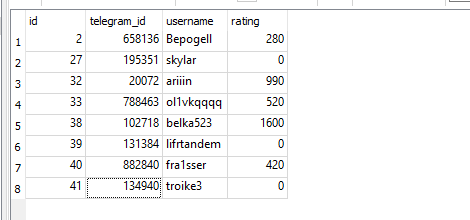 id telegram_id username rating
1 2 658136 Bepogell 280
2 27 195351 skylar 0
3 32 20072 ariiin 990
4 33 788463 ol1vkqqqq 520
5 38 102718 belka523 1600
6 39 131384 lifrtandem 0
7 40 882840 fra1sser 420
8 41 134940 troike3 0